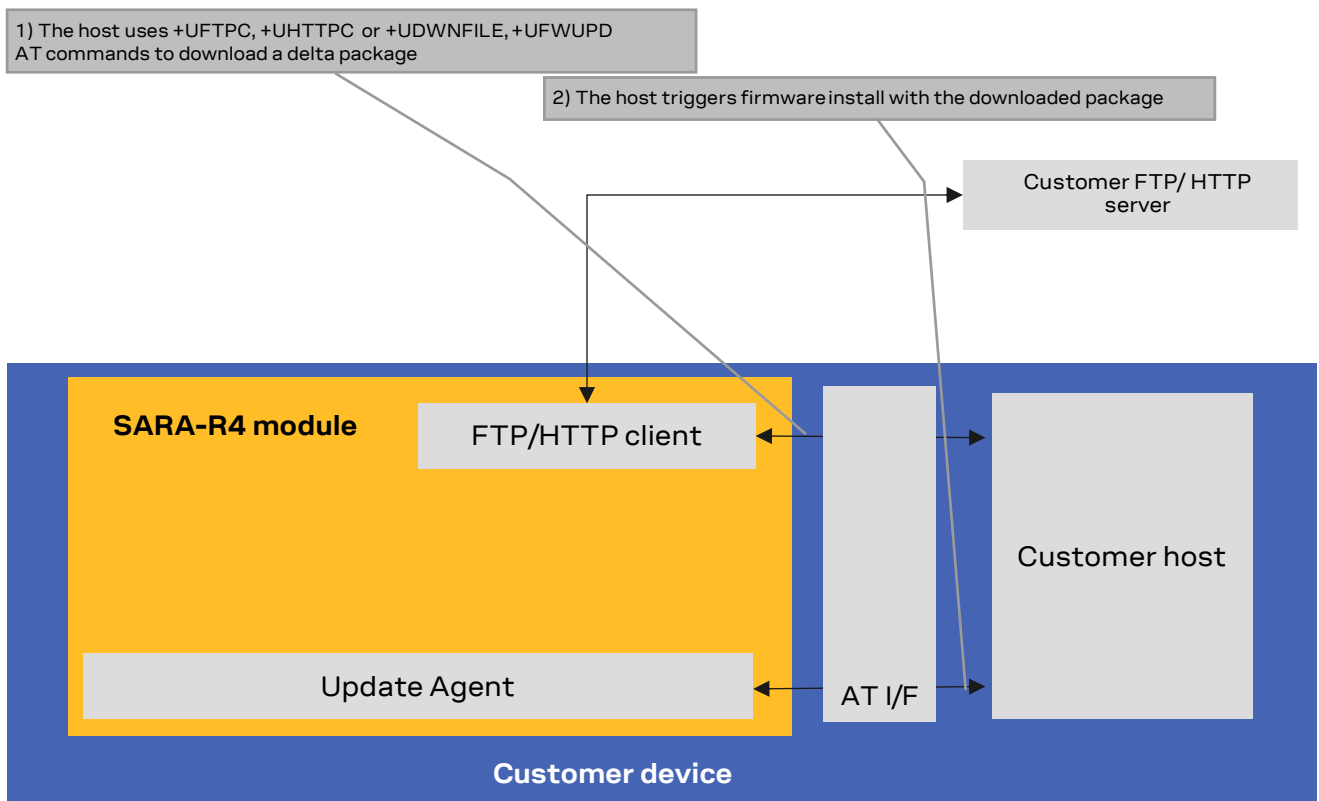 1) The host uses +UFTPC, +UHTTPC or +UDWNFILE, +UFWUPD
AT commands to download a delta package
2) The host triggers firmware install with the downloaded package
Customer FTP/ HTTP
server
SARA-R4 module
FTP/HTTP client
Customer host
Update Agent
AT I/F
Customer device